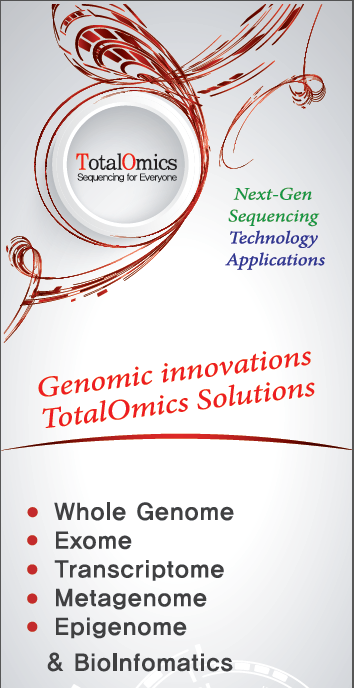 TotalOmics
Sequencing for Everyone
Next-Gen
Sequencing
Technology
Applications
Genomic innovations
TotalOmics Solutions
• Whole Genome
• Exome
• Transcriptome
• Metagenome
• Epigenome
& BioInfomatics